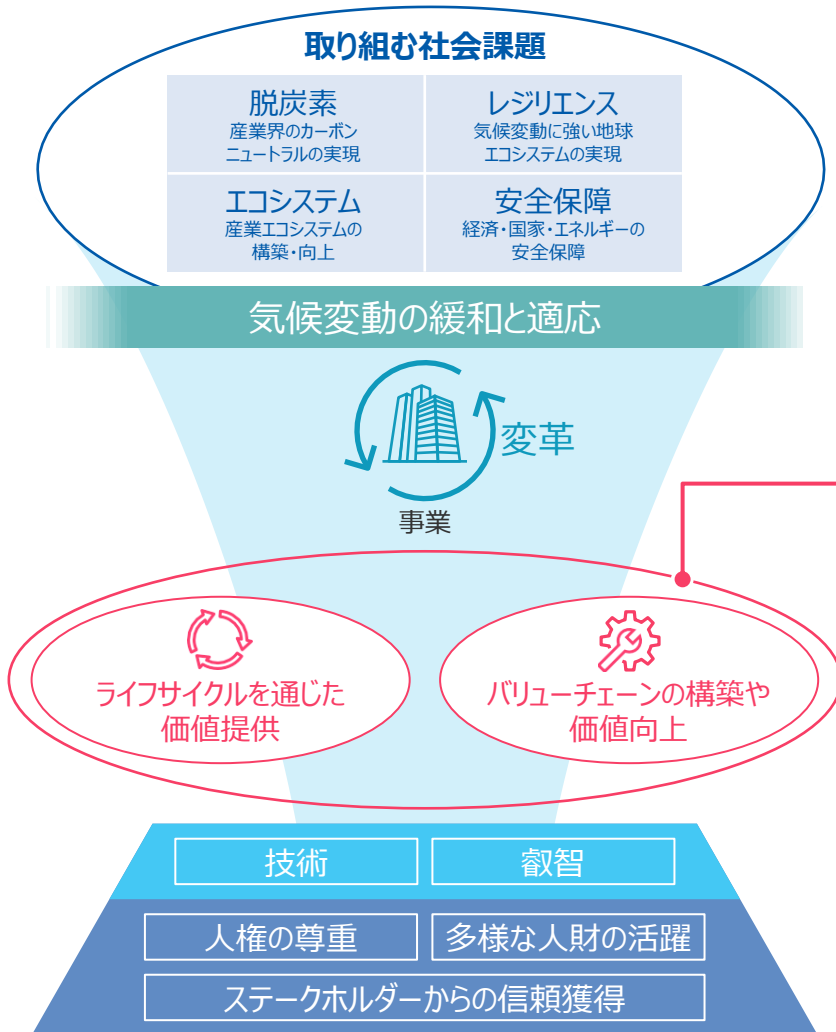 取り組む社会課題
脱炭素
産業界のカーボン
ニュートラルの実現
レジリエンス
気候変動に強い地球
エコシステムの実現
エコシステム
産業エコシステムの
構築・向上
安全保障
経済・国家・エネルギーの
安全保障
気候変動の緩和と適応
変革
事業
ライフサイクルを通じた
価値提供
バリューチェーンの構築や
価値向上
技術
叡智
人権の尊重
多様な人財の活躍
ステークホルダーからの信頼獲得